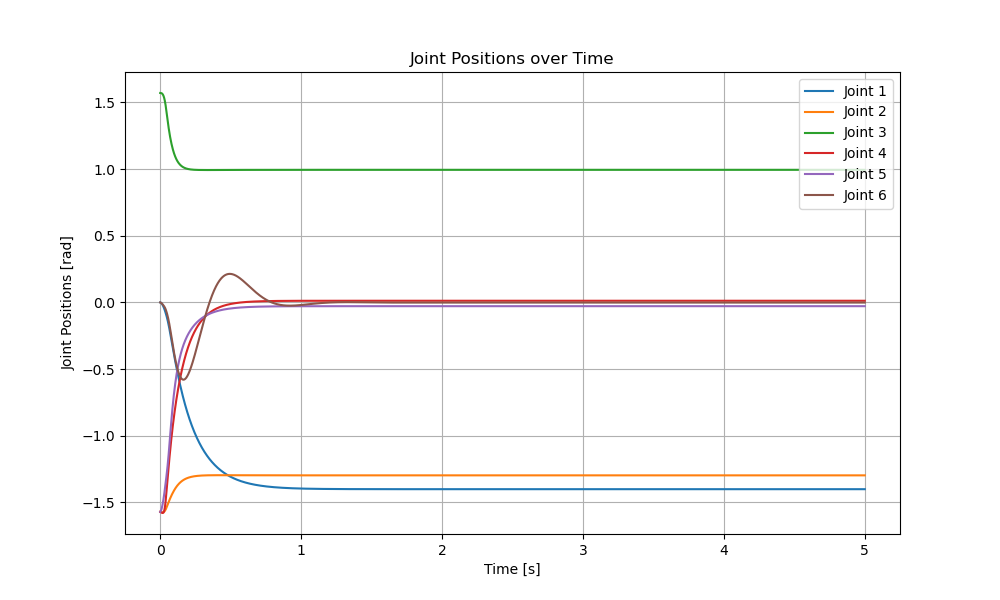 Joint Positions over Time
Joint Positions [rad]
1.5
1.0
0.5
0.0
−0.5
−1.0
−1.5
Joint 1
Joint 2
Joint 3
Joint 4
Joint 5
Joint 6
0 1 2 3 4 5
Time [s]